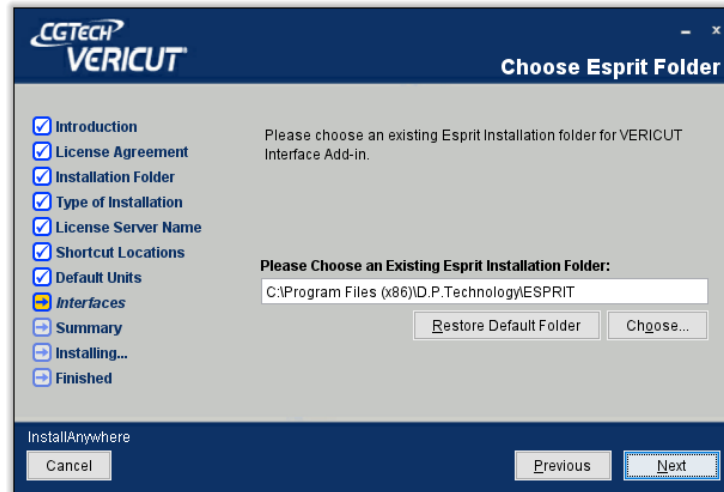 CGTECH
VERICUT
Choose Esprit Folder
Introduction
License Agreement
Installation Folder
Type of Installation
License Server Name
Shortcut Locations
Default Units
Interfaces
Summary
Installing...
Finished
Please choose an existing Esprit Installation folder for VERICUT
Interface Add-in.
Please Choose an Existing Esprit Installation Folder:
C:\Program Files (x86)\D.P.Technology\ESPRIT
Restore Default Folder
Choose...
InstallAnywhere
Cancel
Previous
Next